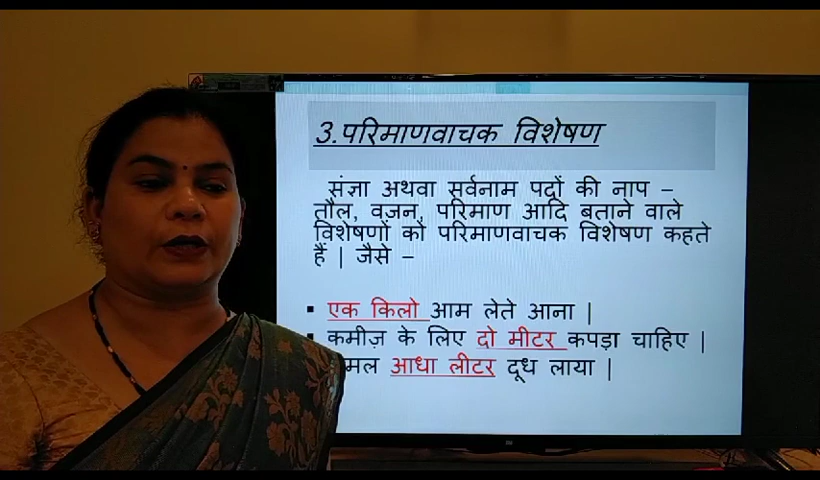 3.परिमाणवाचक विशेषण
संज्ञा अथवा सर्वनाम पदों की नाप –
तौल, वज़न, परिमाण आदि बताने वाले
विशेषणों को परिमाणवाचक विशेषण कहते
हैं | जैसे –
▪ एक किलो आम लेते आना |
▪ कमीज़ के लिए दो मीटर कपड़ा चाहिए |
मल आधा लीटर दूध लाया |